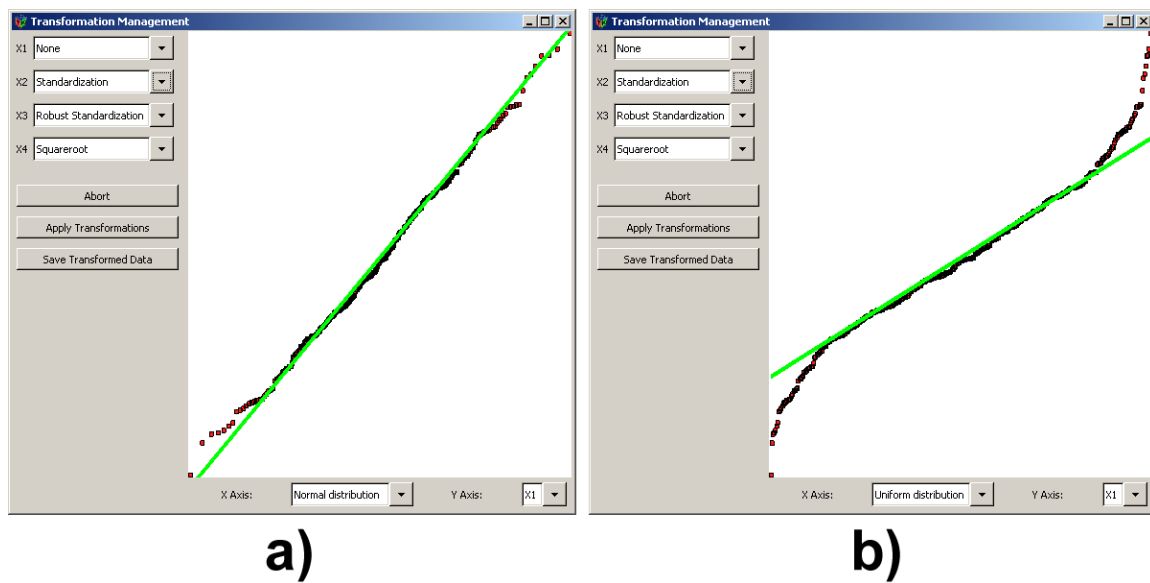 Transformation Management
X1 None
X2 Standardization
X3 Robust Standardization
X4 Squareroot
Abort
Apply Transformations
Save Transformed Data
X Axis: Normal distribution Y Axis: X1
a)
Transformation Management
X1 None
X2 Standardization
X3 Robust Standardization
X4 Squareroot
Abort
Apply Transformations
Save Transformed Data
X Axis: Uniform distribution Y Axis: X1
b)